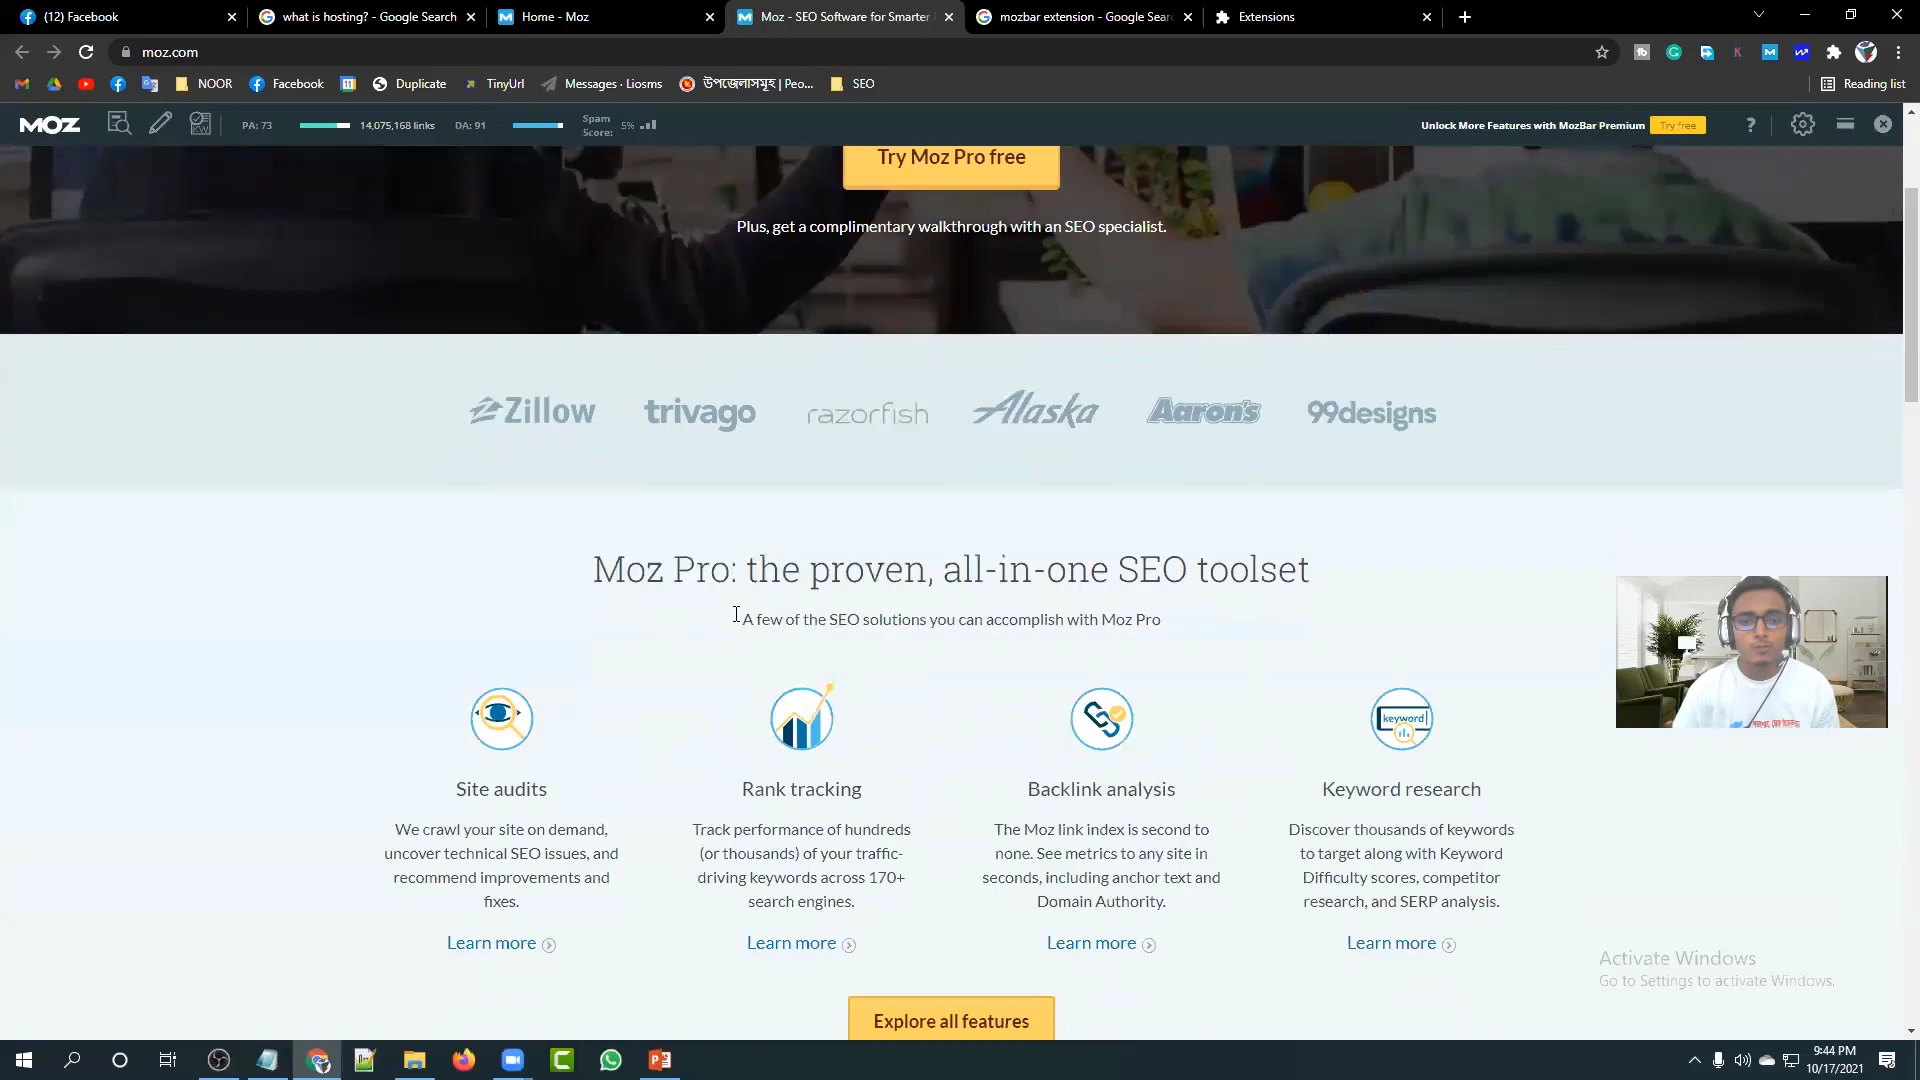 (12) Facebook
what is hosting? - Google Search
Home - Moz
Moz - SEO Software for Smarter
mozbar extension - Google Sear
Extensions
moz.com
NOOR
Facebook
Duplicate
TinyUrl
Messages · Liosms
উপজেলাসমূহ | Peo...
SEO
Reading list
MOZ
PA: 73
14,075,168 links
DA: 91
Spam
Score:
5%
Unlock More Features with MozBar Premium
Try free
?
Try Moz Pro free
Plus, get a complimentary walkthrough with an SEO specialist.
Zillow
trivago
razorfish
Alaska
Aaron's
99designs
Moz Pro: the proven, all-in-one SEO toolset
A few of the SEO solutions you can accomplish with Moz Pro
keyword
Site audits
Rank tracking
Backlink analysis
Keyword research
We crawl your site on demand,
uncover technical SEO issues, and
recommend improvements and
fixes.
Track performance of hundreds
(or thousands) of your traffic-
driving keywords across 170+
search engines.
The Moz link index is second to
none. See metrics to any site in
seconds, including anchor text and
Domain Authority.
Discover thousands of keywords
to target along with Keyword
Difficulty scores, competitor
research, and SERP analysis.
Learn more
Learn more
Learn more
Learn more
Explore all features
Activate Windows
Go to Settings to activate Windows.
9:44 PM
10/17/2021